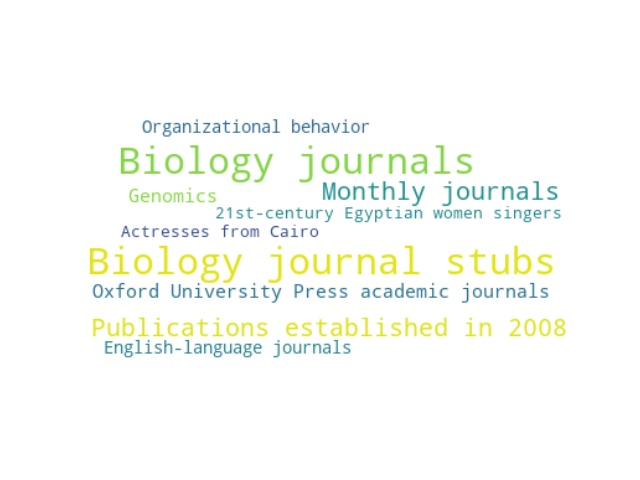 Organizational behavior
Biology journals
Genomics
Monthly journals
21st-century Egyptian women singers
Actresses from Cairo
Biology journal stubs
Oxford University Press academic journals
Publications established in 2008
English-language journals